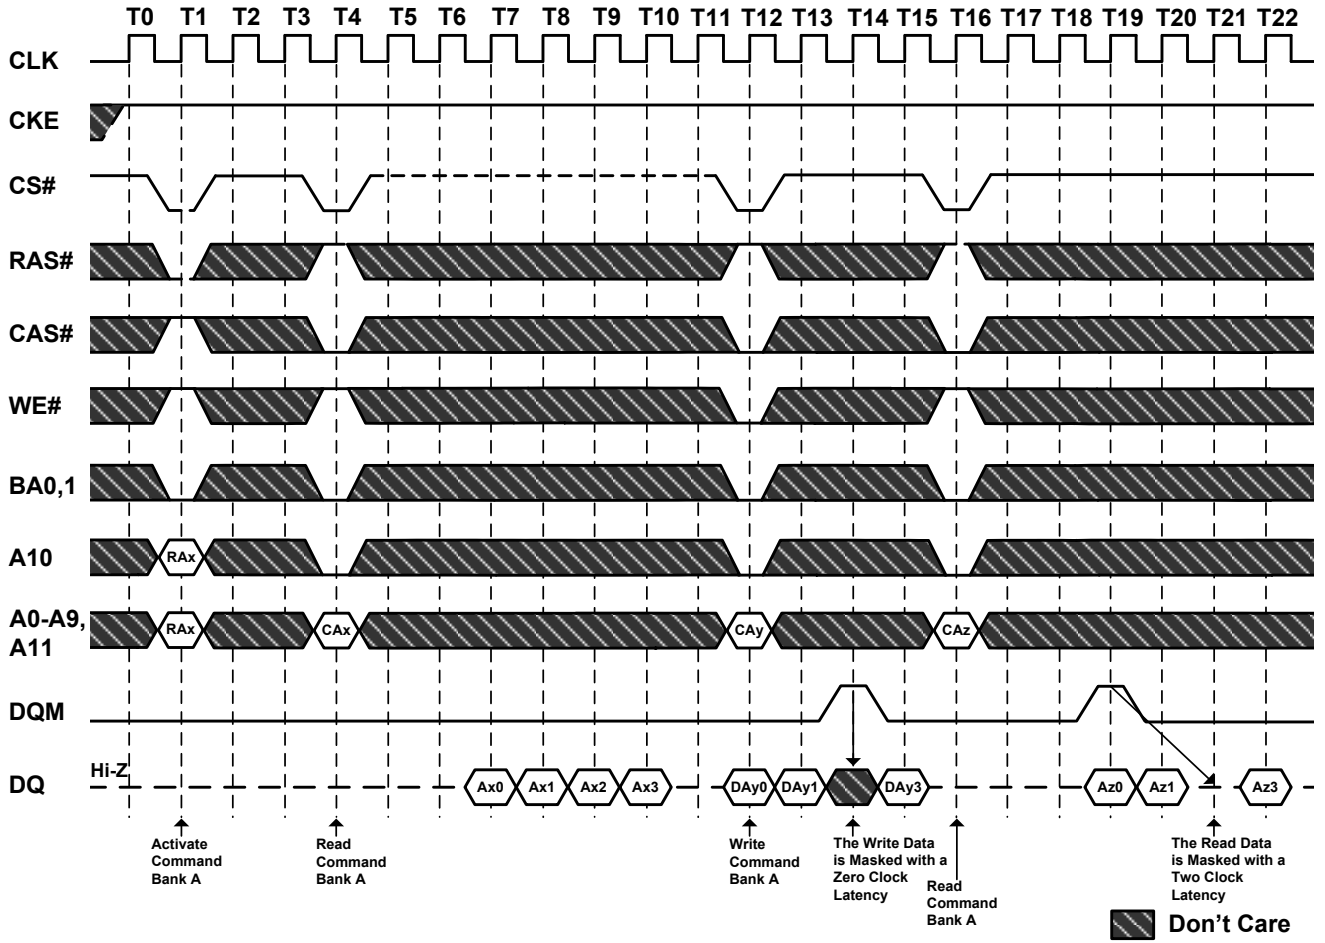 T0 T1 T2 T3 T4 T5 T6 T7 T8 T9 T10 T11 T12 T13 T14 T15 T16 T17 T18 T19 T20 T21 T22
CLK
CKE
CS#
RAS#
CAS#
WE#
BA0,1
A10 RAx
A0-A9,
A11
RAx CAx CAy CAz
DQM
Hi-Z
DQ Ax0 Ax1 Ax2 Ax3 DAy0 DAy1 DAy3 Az0 Az1 Az3
Activate
Command
Bank A
Read
Command
Bank A
Write
Command
Bank A
The Write Data
is Masked with a
Zero Clock
Latency
Read
Command
Bank A
The Read Data
is Masked with a
Two Clock
Latency
Don't Care